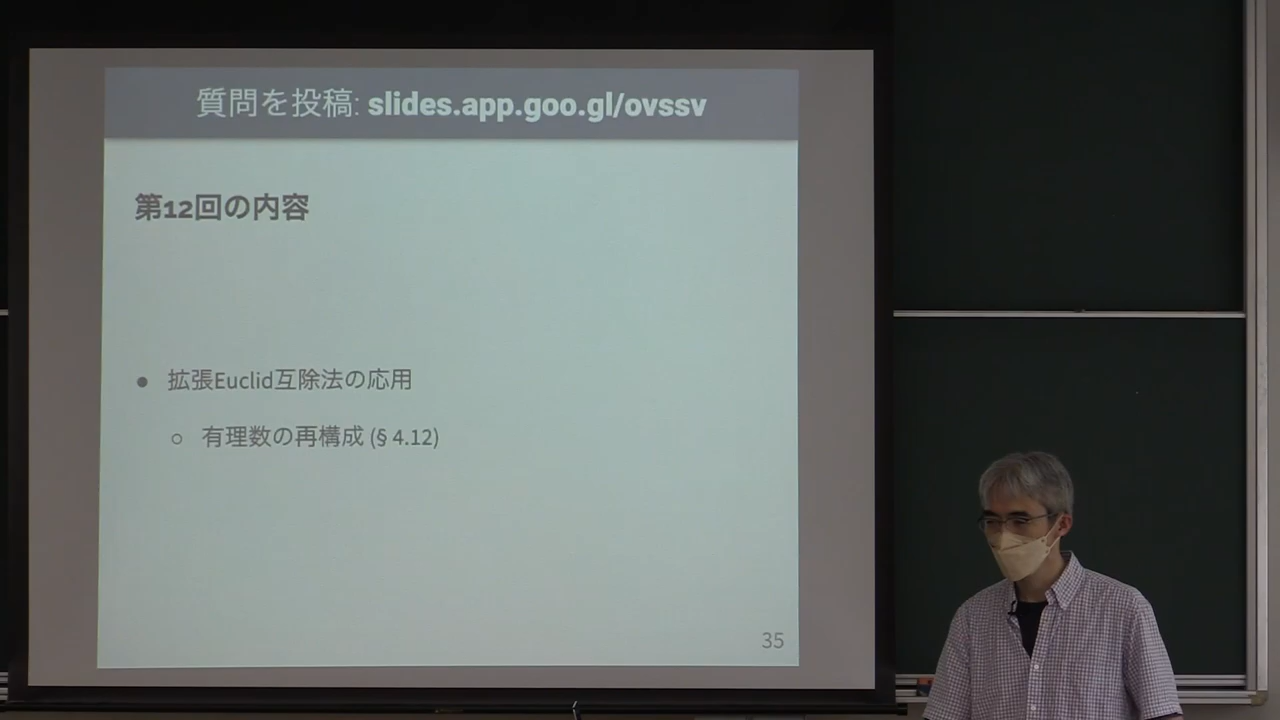 質問を投稿: slides.app.goo.gl/ovssv
第12回の内容
● 拡張Euclid互除法の応用
○ 有理数の再構成 (§ 4.12)
35